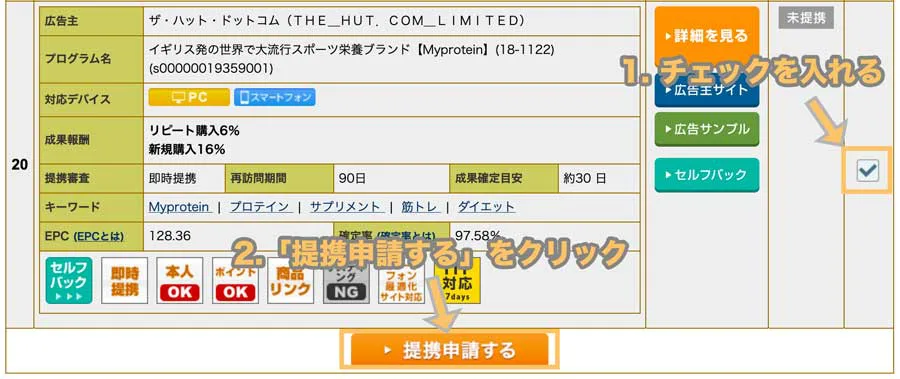 20
広告主
ザ・ハット・ドットコム（ＴＨＥ＿ＨＵＴ．ＣＯＭ＿ＬＩＭＩＴＥＤ）
プログラム名
イギリス発の世界で大流行スポーツ栄養ブランド【Myprotein】(18-1122)
(s00000019359001)
対応デバイス
PC
スマートフォン
成果報酬
リピート購入6%
新規購入16%
提携審査
即時提携
再訪問期間
90日
成果確定目安
約30 日
キーワード
Myprotein | プロテイン | サプリメント | 筋トレ | ダイエット
EPC (EPCとは)
128.36
確定率 (確定率とは)
97.58%
セルフ
バック
即時
提携
本人
OK
ポイント
OK
商品
リンク
NG
フォン
最適化
サイト対応
対応
7days
詳細を見る
広告主サイト
広告サンプル
セルフバック
未提携
1. チェックを入れる
2.「提携申請する」をクリック
提携申請する